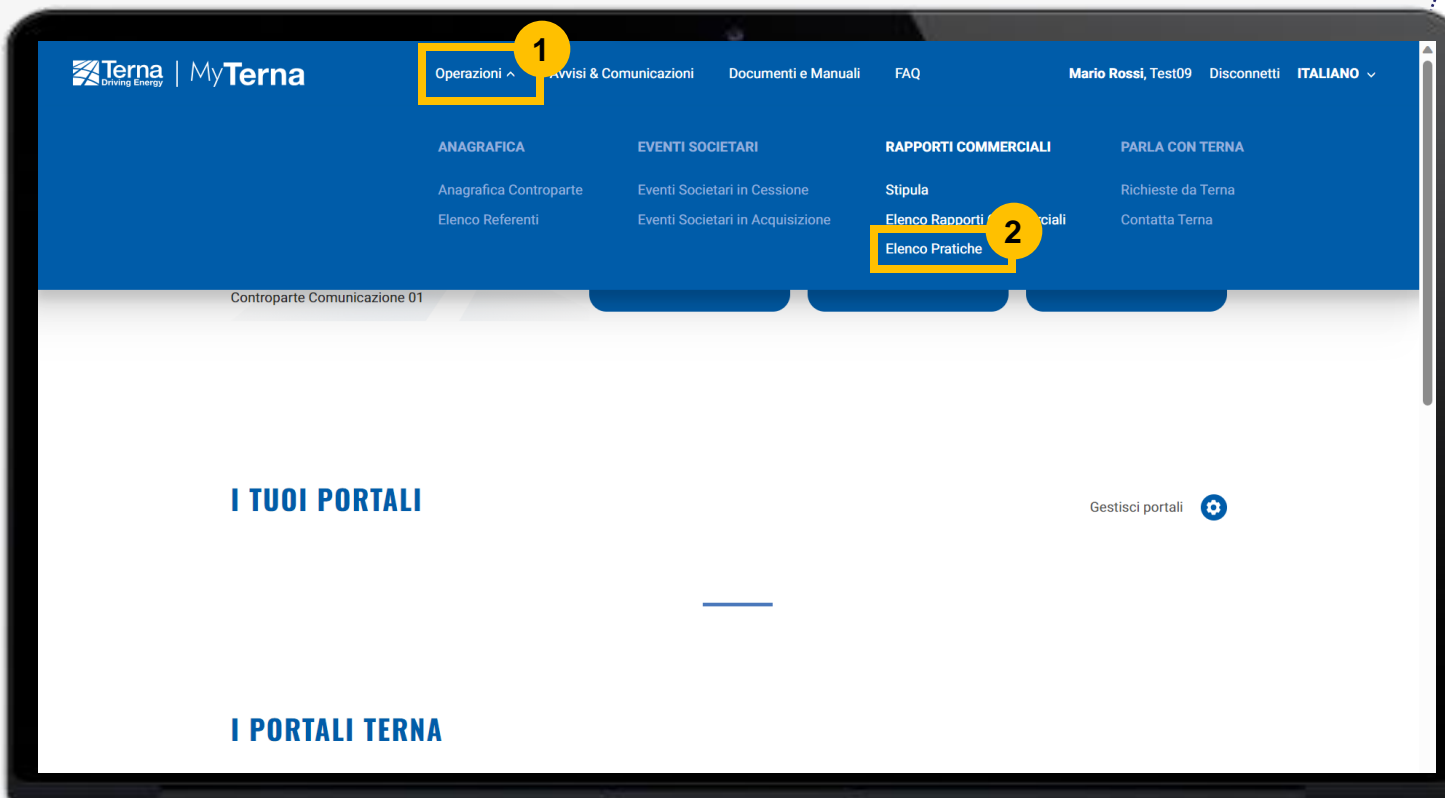 Terna
Driving Energy
MyTerna
Operazioni
1
Avvisi & Comunicazioni
Documenti e Manuali
FAQ
Mario Rossi, Test09
Disconnetti
ITALIANO
ANAGRAFICA
EVENTI SOCIETARI
RAPPORTI COMMERCIALI
PARLA CON TERNA
Anagrafica Controparte
Eventi Societari in Cessione
Stipula
Richieste da Terna
Elenco Referenti
Eventi Societari in Acquisizione
Elenco Rapporti
Contatta Terna
2
Elenco Pratiche
Controparte Comunicazione 01
I TUOI PORTALI
Gestisci portali
I PORTALI TERNA